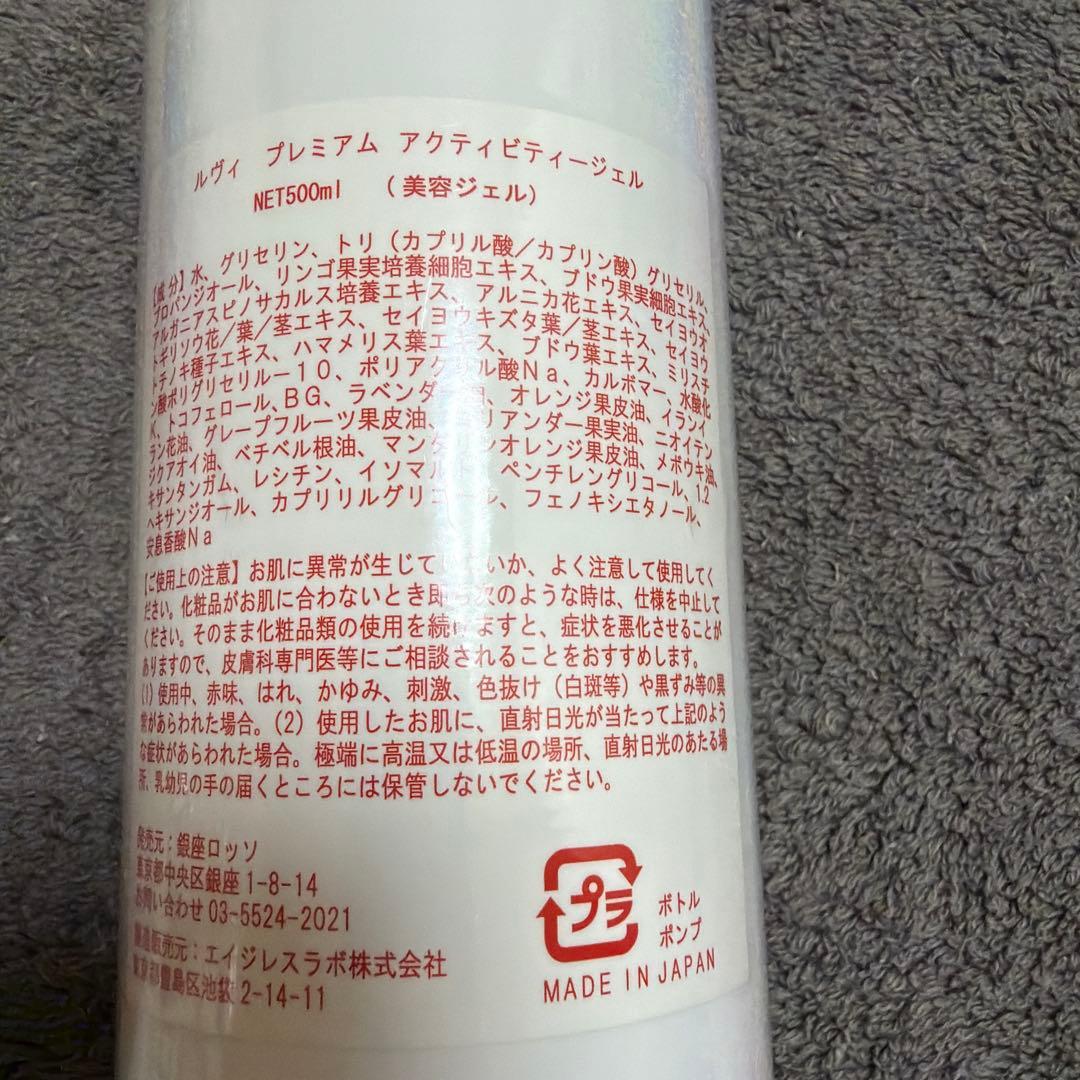 ルヴィ プレミアム アクティビティージェル
NET500ml (美容ジェル)
【成分】水、グリセリン、トリ（カプリル酸／カプリン酸）グリセリル、
プロパンジオール、リンゴ果実培養細胞エキス、ブドウ果実細胞エキス、
アルガニアスピノサカルス培養エキス、アルニカ花エキス、セイヨウオ
トギリソウ花／葉／茎エキス、セイヨウキズタ葉／茎エキス、セイヨウ
トチノキ種子エキス、ハマメリス葉エキス、ブドウ葉エキス、ミリスチ
ン酸ポリグリセリル－１０、ポリアクリル酸Ｎａ、カルボマー、水酸化
K、トコフェロール、ＢＧ、ラベンダー油、オレンジ果皮油、イランイ
ラン花油、グレープフルーツ果皮油、コリアンダー果実油、ニオイテン
ジクアオイ油、ベチベル根油、マンダリンオレンジ果皮油、メボウキ油、
キサンタンガム、レシチン、イソマルト、ペンチレングリコール、1.2
ヘキサンジオール、カプリリルグリコール、フェノキシエタノール、
安息香酸Ｎａ
【ご使用上の注意】お肌に異常が生じていないか、よく注意して使用してく
ださい。化粧品がお肌に合わないとき即ち次のような時は、仕様を中止して
ください。そのまま化粧品類の使用を続けますと、症状を悪化させることが
ありますので、皮膚科専門医等にご相談されることをおすすめします。
(1) 使用中、赤味、はれ、かゆみ、刺激、色抜け（白斑等）や黒ずみ等の異
常があらわれた場合。(2) 使用したお肌に、直射日光が当たって上記のよう
な症状があらわれた場合。極端に高温又は低温の場所、直射日光のあたる場
所、乳幼児の手の届くところには保管しないでください。
発売元：銀座ロッソ
東京都中央区銀座 1-8-14
お問い合わせ 03-5524-2021
製造販売元：エイジレスラボ株式会社
東京都豊島区池袋 2-14-11
プラ
ボトル
ポンプ
MADE IN JAPAN